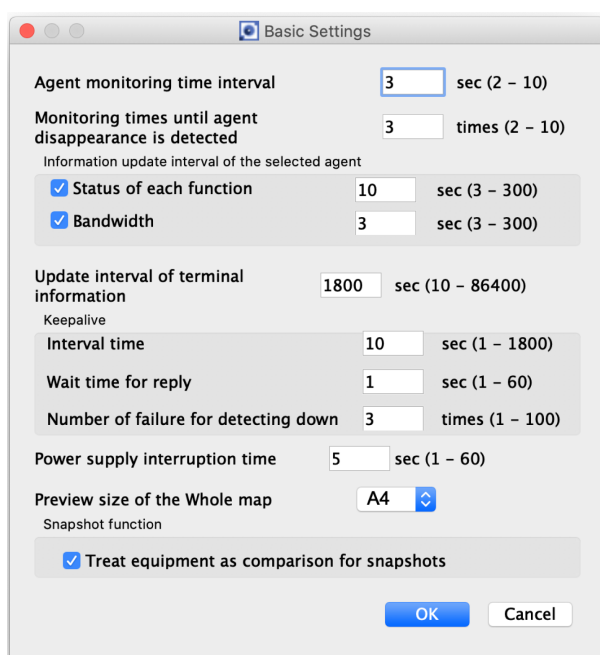 Basic Settings
Agent monitoring time interval 3 sec (2 – 10)
Monitoring times until agent
disappearance is detected 3 times (2 – 10)
Information update interval of the selected agent
Status of each function 10 sec (3 – 300)
Bandwidth 3 sec (3 – 300)
Update interval of terminal
information 1800 sec (10 – 86400)
Keepalive
Interval time 10 sec (1 – 1800)
Wait time for reply 1 sec (1 – 60)
Number of failure for detecting down 3 times (1 – 100)
Power supply interruption time 5 sec (1 – 60)
Preview size of the Whole map A4
Snapshot function
Treat equipment as comparison for snapshots
OK Cancel